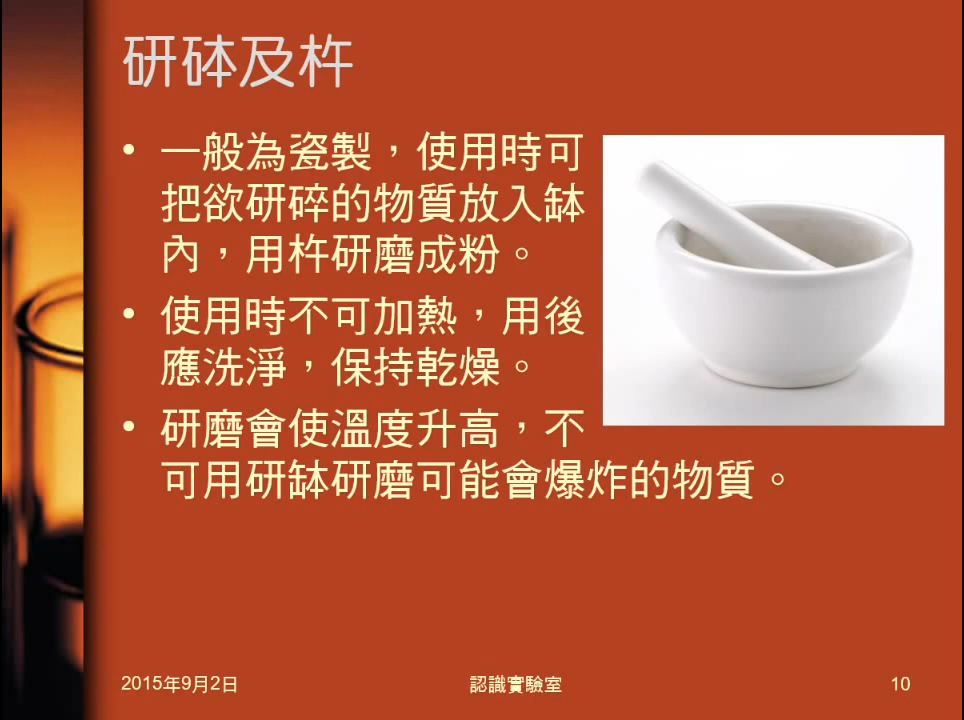 研砵及杵
• 一般為瓷製，使用時可
把欲研碎的物質放入缽
內，用杵研磨成粉。
• 使用時不可加熱，用後
應洗淨，保持乾燥。
• 研磨會使溫度升高，不
可用研缽研磨可能會爆炸的物質。
2015年9月2日
認識實驗室
10